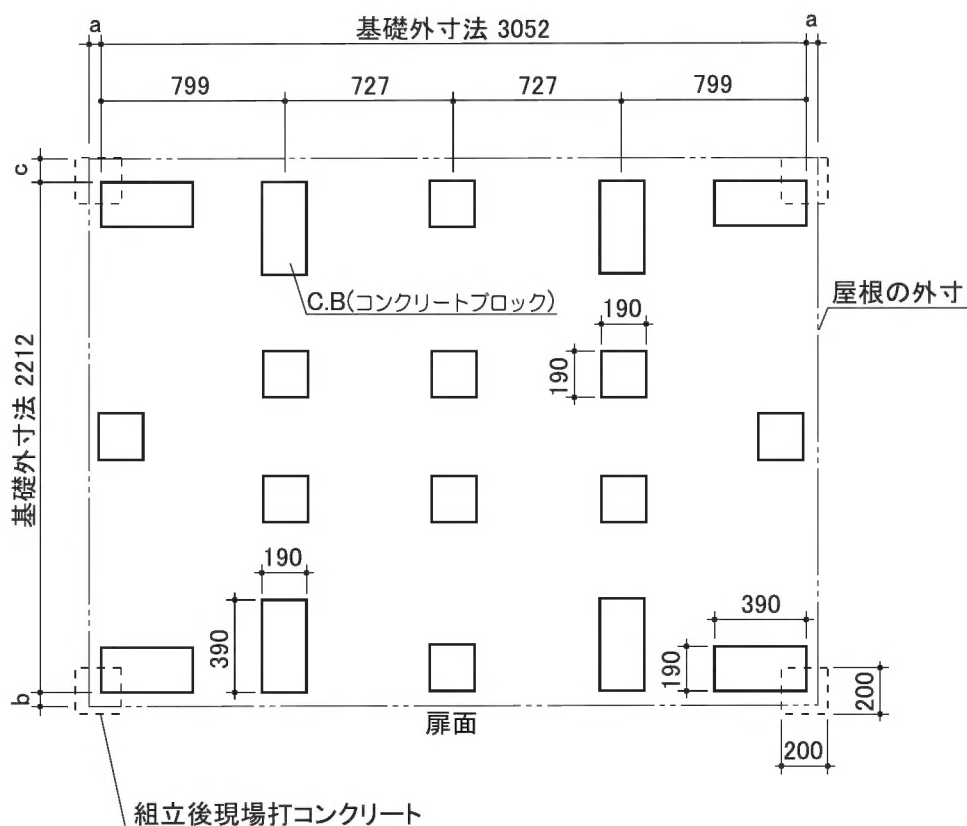 a
基礎外寸法 3052
a
799
727
727
799
c
C.B(コンクリートブロック)
屋根の外寸
190
190
基礎外寸法 2212
190
390
390
190
b
扉面
200
200
組立後現場打コンクリート